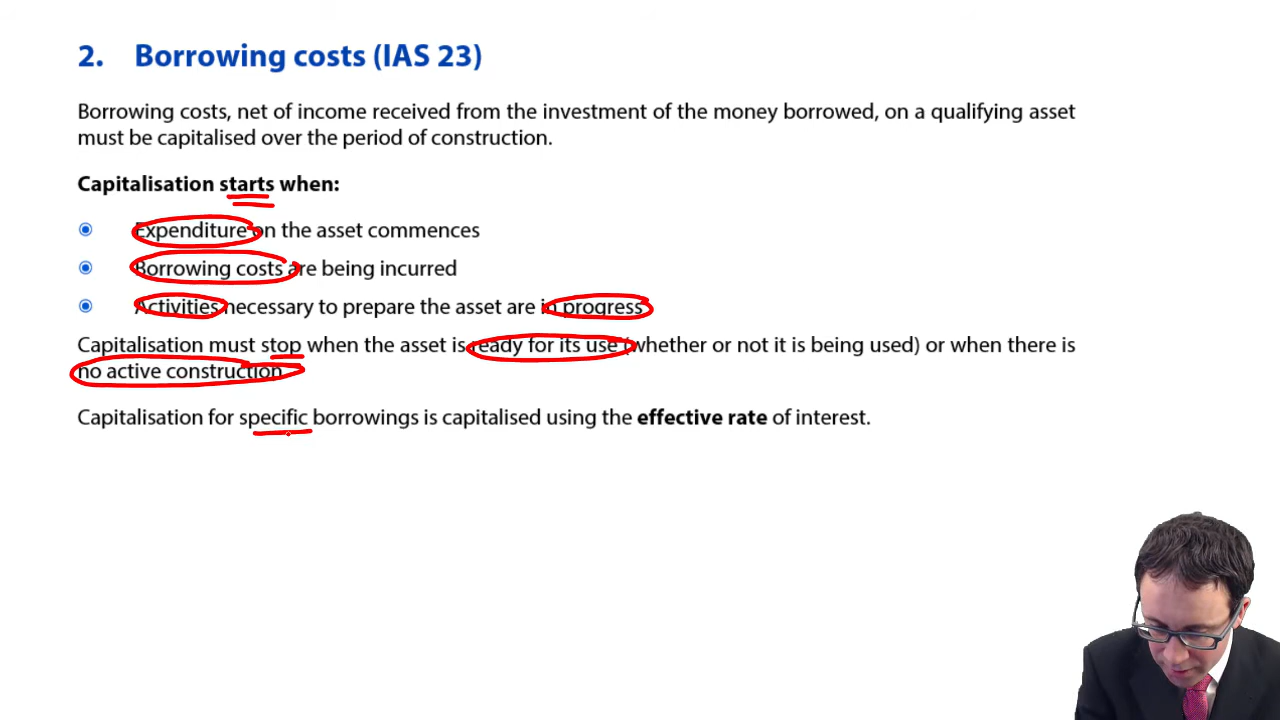 2. Borrowing costs (IAS 23)
Borrowing costs, net of income received from the investment of the money borrowed, on a qualifying asset
must be capitalised over the period of construction.
Capitalisation starts when:
Expenditure on the asset commences
Borrowing costs are being incurred
Activities necessary to prepare the asset are in progress
Capitalisation must stop when the asset is ready for its use (whether or not it is being used) or when there is
no active construction
Capitalisation for specific borrowings is capitalised using the effective rate of interest.